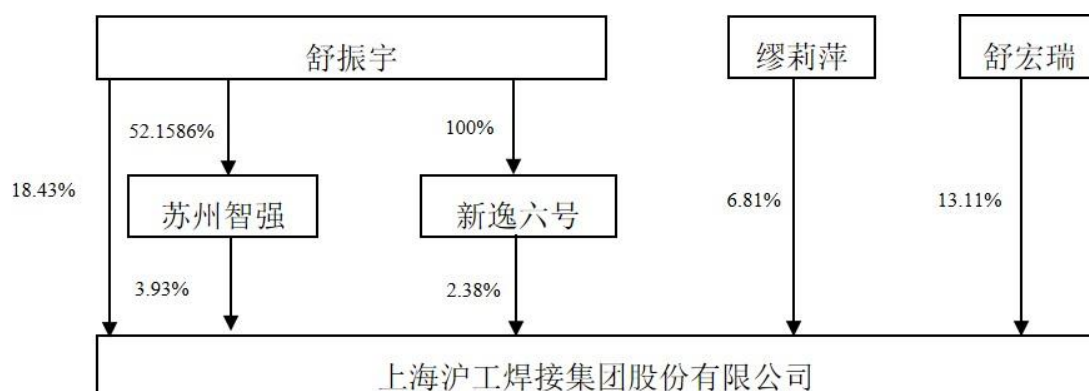 舒振宇
缪莉萍
舒宏瑞
52.1586%
100%
18.43%
6.81%
13.11%
苏州智强
新逸六号
3.93%
2.38%
上海沪工焊接集团股份有限公司